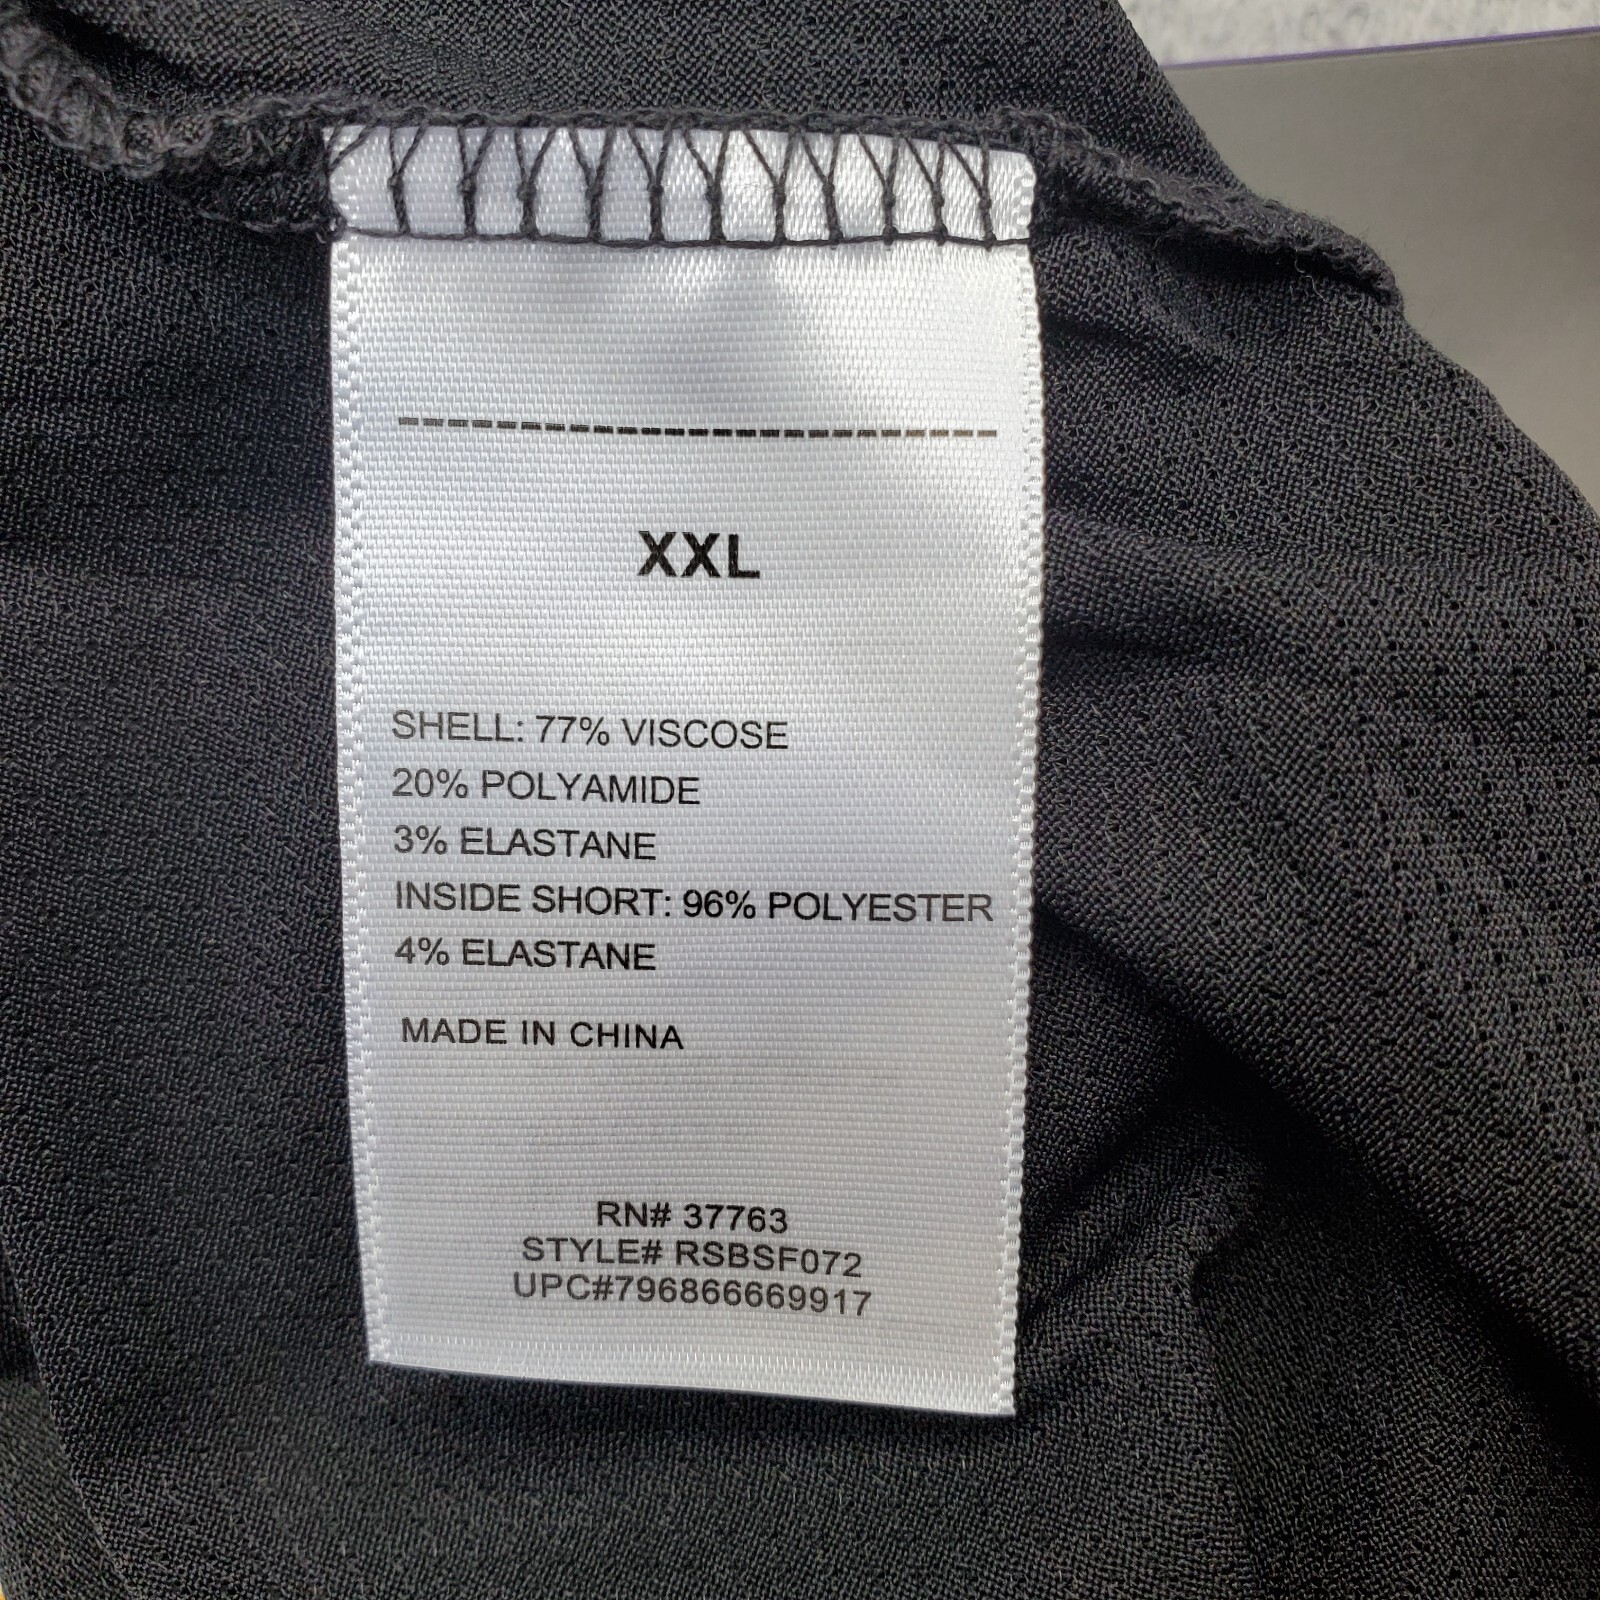 XXL
SHELL: 77% VISCOSE
20% POLYAMIDE
3% ELASTANE
INSIDE SHORT: 96% POLYESTER
4% ELASTANE
MADE IN CHINA
RN# 37763
STYLE# RSBSF072
UPC#796866669917